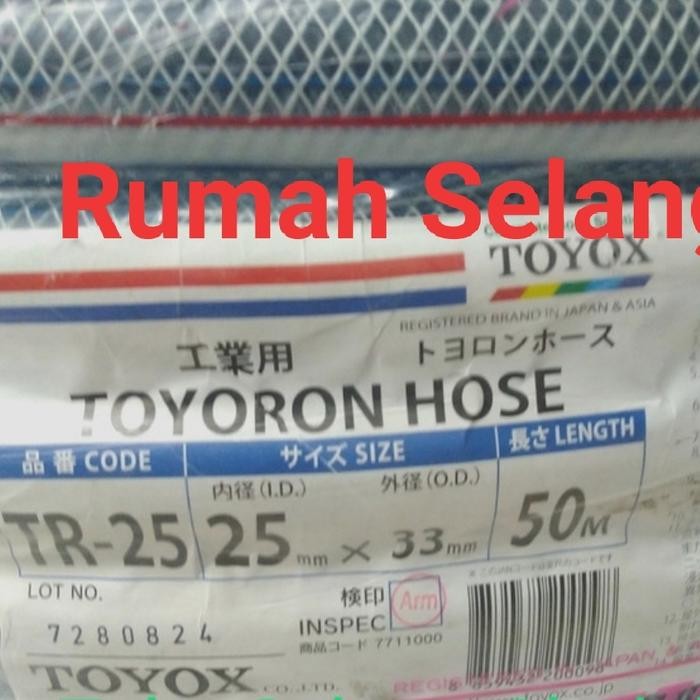 Rumah Selang
TOYOX
REGISTERED BRAND IN JAPAN & ASIA
工業用 トヨロンホース
TOYORON HOSE
品番 CODE サイズ SIZE 長さ LENGTH
内径(I.D.) 外径(O.D.)
TR-25 25mm × 33mm 50M
LOT NO. 検印 Arm
7280824 INSPEC
商品コード 7711000
TOYOX CO.,LTD.